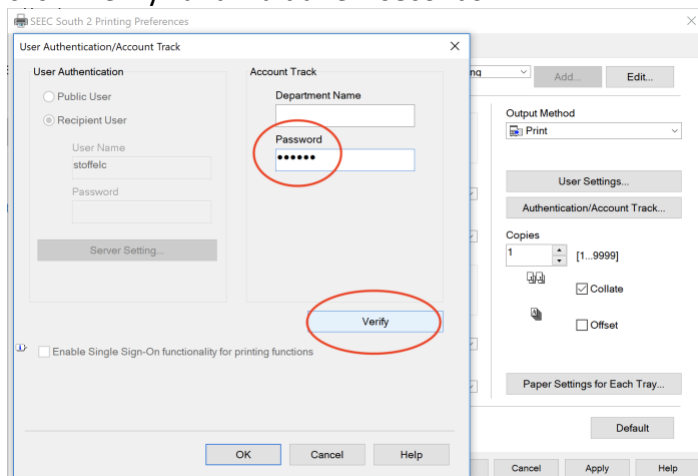 SEEC South 2 Printing Preferences
User Authentication/Account Track
User Authentication
Public User
Recipient User
User Name
stoffelc
Password
Server Setting...
Account Track
Department Name
Password
••••••
Verify
Enable Single Sign-On functionality for printing functions
OK Cancel Help
Add... Edit...
Output Method
Print
User Settings...
Authentication/Account Track...
Copies
1 [1...9999]
Collate
Offset
Paper Settings for Each Tray...
Default
Cancel Apply Help